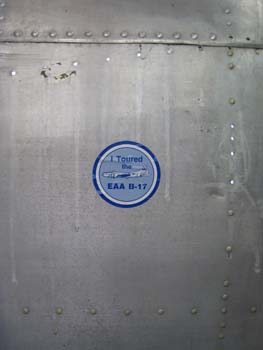 I Toured
the
EAA B-17